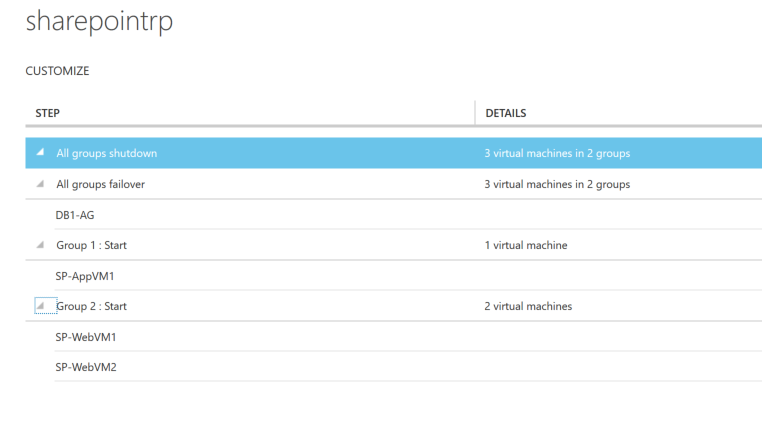 sharepointrp
CUSTOMIZE
STEP DETAILS
All groups shutdown 3 virtual machines in 2 groups
All groups failover 3 virtual machines in 2 groups
DB1-AG
Group 1 : Start 1 virtual machine
SP-AppVM1
Group 2 : Start 2 virtual machines
SP-WebVM1
SP-WebVM2